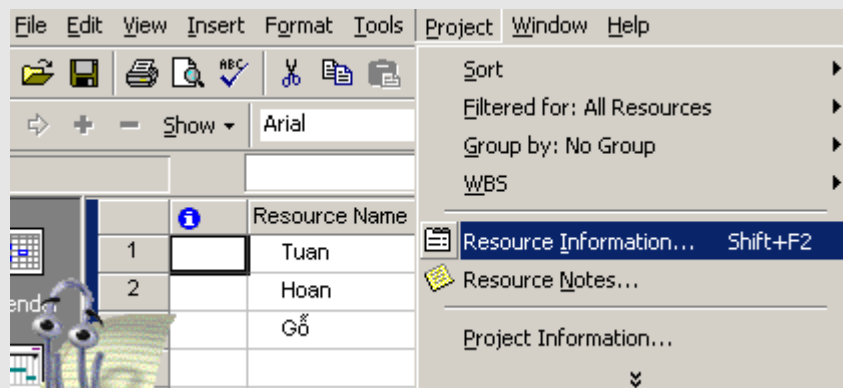 File Edit View Insert Format Tools Project Window Help
ABC
Show Arial
Sort
Filtered for: All Resources
Group by: No Group
WBS
Resource Name
1 Tuan
2 Hoan
Gỗ
Resource Information... Shift+F2
Resource Notes...
Project Information...